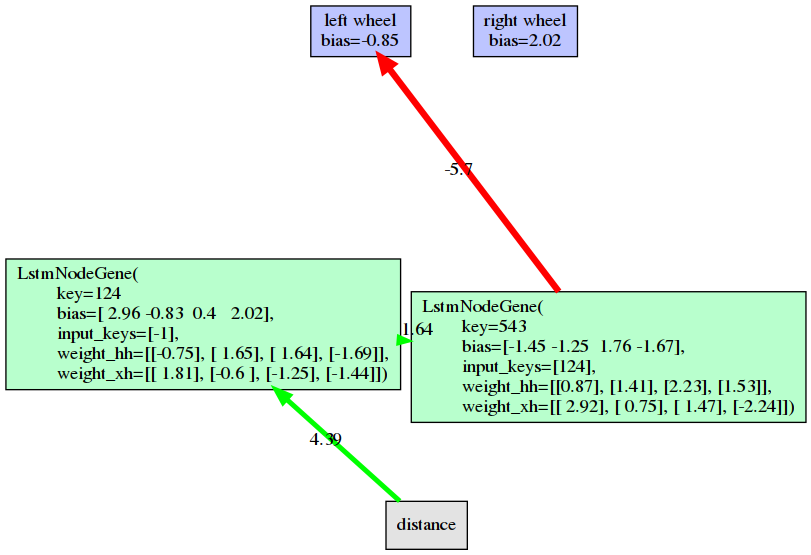 left wheel
bias=-0.85
right wheel
bias=2.02
-5.7
LstmNodeGene(
key=124
bias=[ 2.96 -0.83  0.4   2.02],
input_keys=[-1],
weight_hh=[[-0.75], [ 1.65], [ 1.64], [-1.69]],
weight_xh=[[ 1.81], [-0.6 ], [-1.25], [-1.44]])
1.64
LstmNodeGene(
key=543
bias=[-1.45 -1.25  1.76 -1.67],
input_keys=[124],
weight_hh=[[0.87], [1.41], [2.23], [1.53]],
weight_xh=[[ 2.92], [ 0.75], [ 1.47], [-2.24]])
4.39
distance